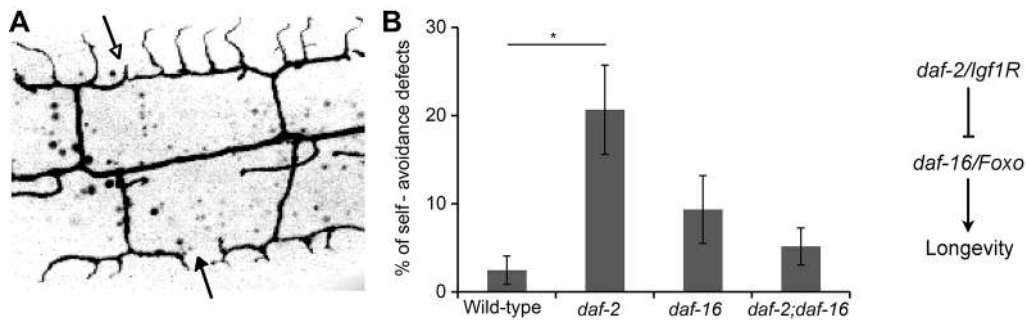 A
B
% of self - avoidance defects
30
20
10
0
*
Wild-type
daf-2
daf-16
daf-2;daf-16
daf-2/Igf1R
daf-16/Foxo
Longevity